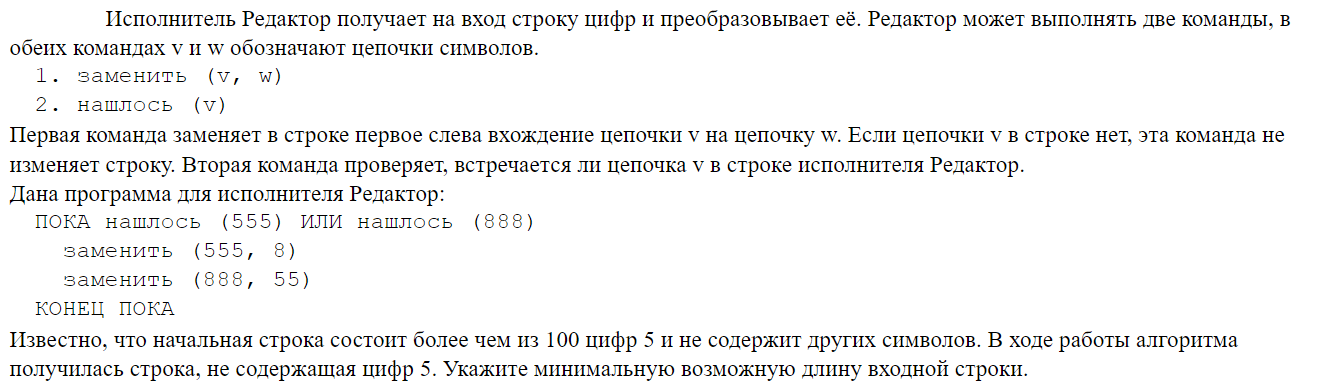 Исполнитель Редактор получает на вход строку цифр и преобразовывает её. Редактор может выполнять две команды, в
обеих командах v и w обозначают цепочки символов.
1. заменить (v, w)
2. нашлось (v)
Первая команда заменяет в строке первое слева вхождение цепочки v на цепочку w. Если цепочки v в строке нет, эта команда не
изменяет строку. Вторая команда проверяет, встречается ли цепочка v в строке исполнителя Редактор.
Дана программа для исполнителя Редактор:
ПОКА нашлось (555) ИЛИ нашлось (888)
заменить (555, 8)
заменить (888, 55)
КОНЕЦ ПОКА
Известно, что начальная строка состоит более чем из 100 цифр 5 и не содержит других символов. В ходе работы алгоритма
получилась строка, не содержащая цифр 5. Укажите минимальную возможную длину входной строки.